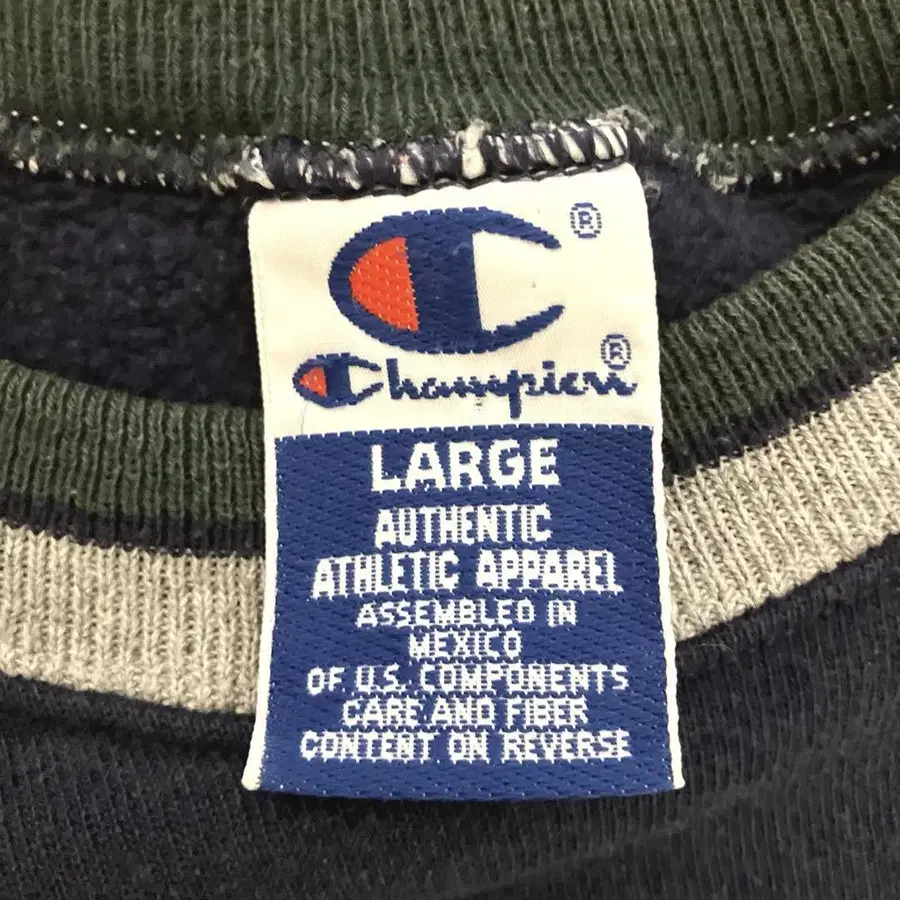 ®
Champion®
LARGE
AUTHENTIC
ATHLETIC APPAREL
ASSEMBLED IN
MEXICO
OF U.S. COMPONENTS
CARE AND FIBER
CONTENT ON REVERSE